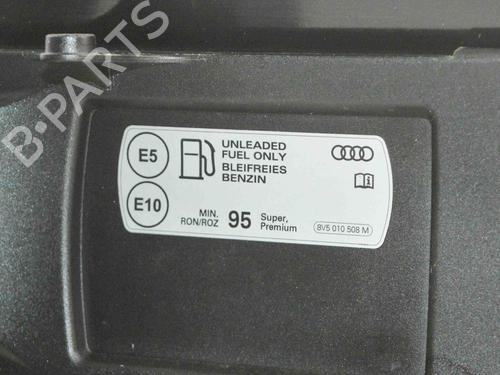 B-PARTS
E5
E10
UNLEADED
FUEL ONLY
BLEIFREIES
BENZIN
MIN.
RON/ROZ
95
Super,
Premium
8V5 010 508 M